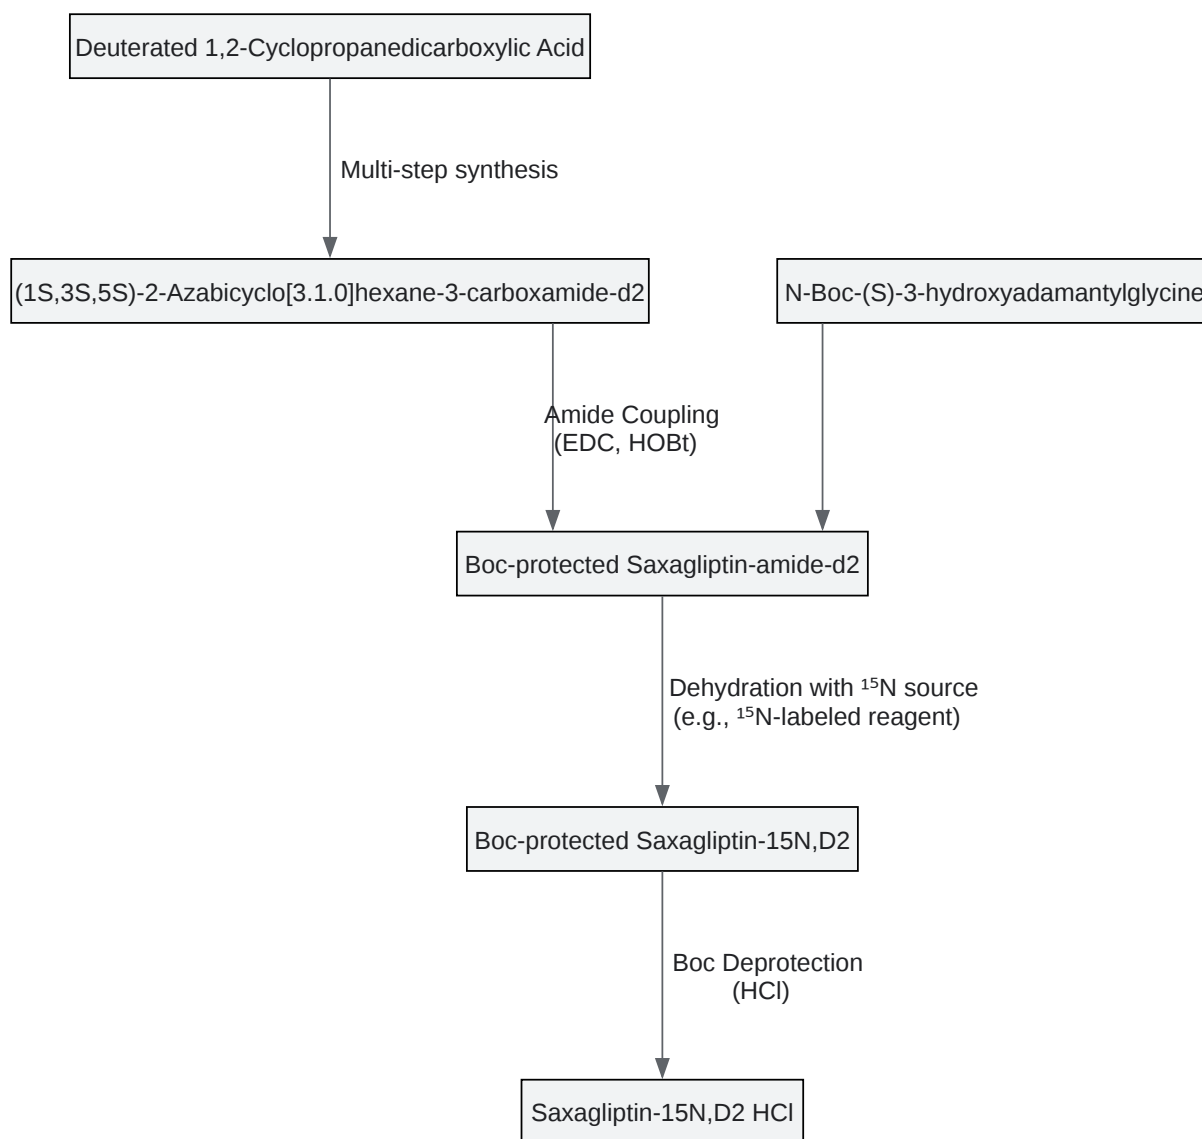 Deuterated 1,2-Cyclopropanedicarboxylic Acid
Multi-step synthesis
(1S,3S,5S)-2-Azabicyclo[3.1.0]hexane-3-carboxamide-d2
N-Boc-(S)-3-hydroxyadamantylglycine
Amide Coupling
(EDC, HOBt)
Boc-protected Saxagliptin-amide-d2
Dehydration with ¹⁵N source
(e.g., ¹⁵N-labeled reagent)
Boc-protected Saxagliptin-15N,D2
Boc Deprotection
(HCl)
Saxagliptin-15N,D2 HCl